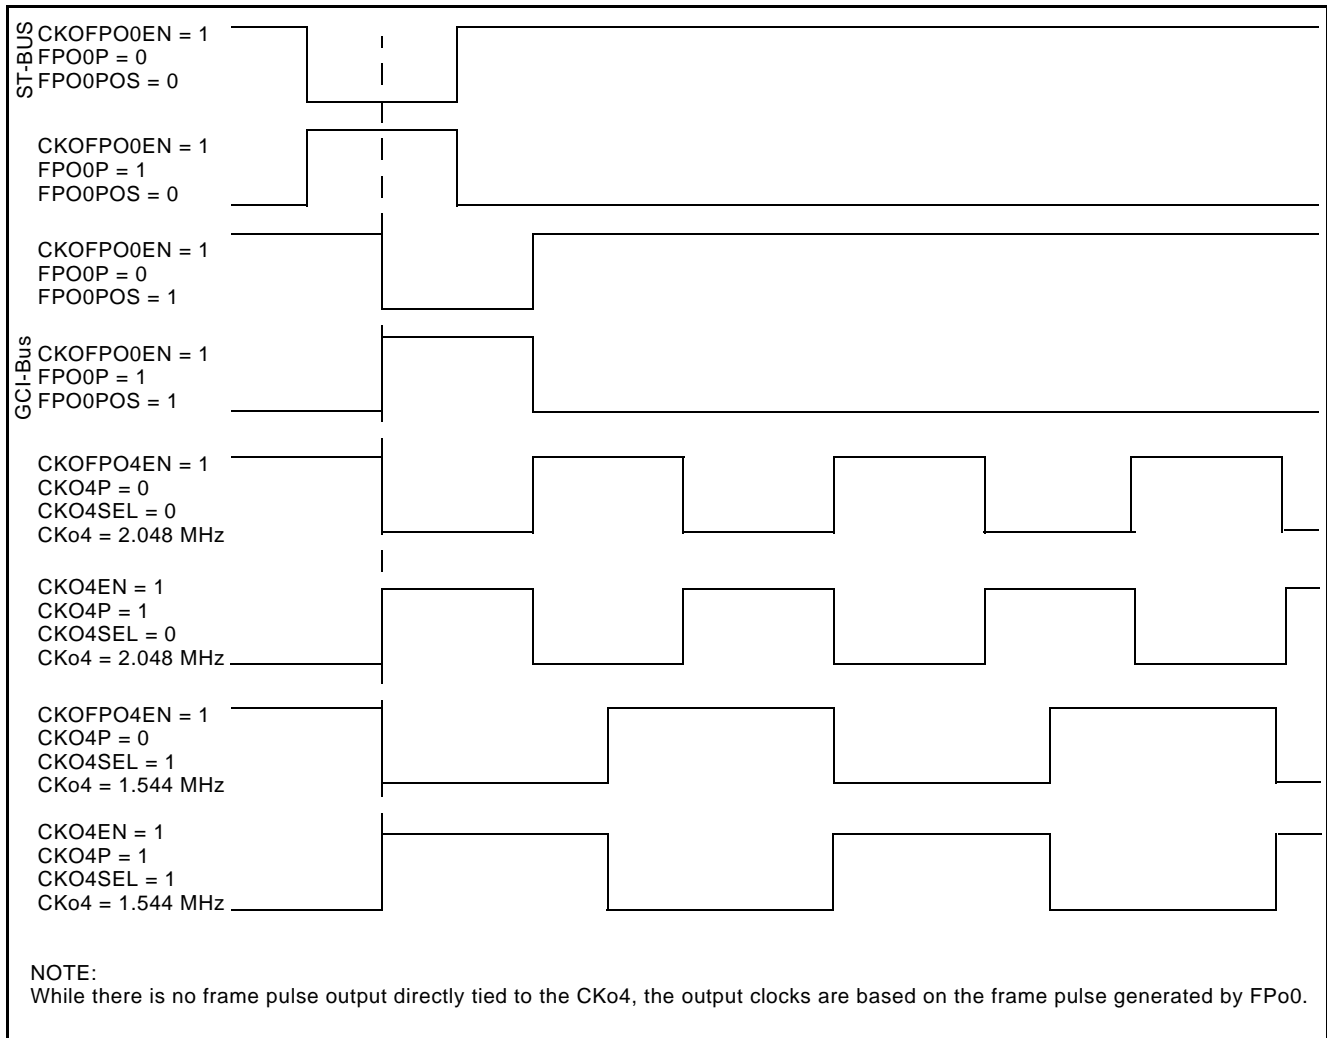 ST-BUS
CKOFPO0EN = 1
FPO0P = 0
FPO0POS = 0
CKOFPO0EN = 1
FPO0P = 1
FPO0POS = 0
CKOFPO0EN = 1
FPO0P = 0
FPO0POS = 1
GCI-Bus
CKOFPO0EN = 1
FPO0P = 1
FPO0POS = 1
CKOFPO4EN = 1
CKO4P = 0
CKO4SEL = 0
CKo4 = 2.048 MHz
CKO4EN = 1
CKO4P = 1
CKO4SEL = 0
CKo4 = 2.048 MHz
CKOFPO4EN = 1
CKO4P = 0
CKO4SEL = 1
CKo4 = 1.544 MHz
CKO4EN = 1
CKO4P = 1
CKO4SEL = 1
CKo4 = 1.544 MHz
NOTE:
While there is no frame pulse output directly tied to the CKo4, the output clocks are based on the frame pulse generated by FPo0.